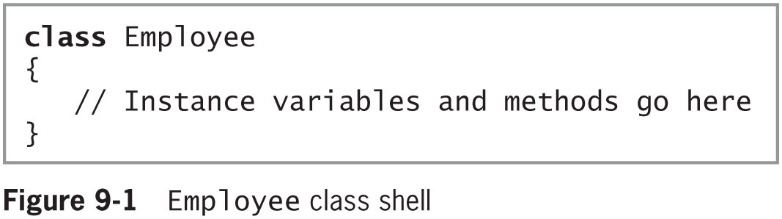 class Employee
{
// Instance variables and methods go here
}
Figure 9-1 Employee class shell